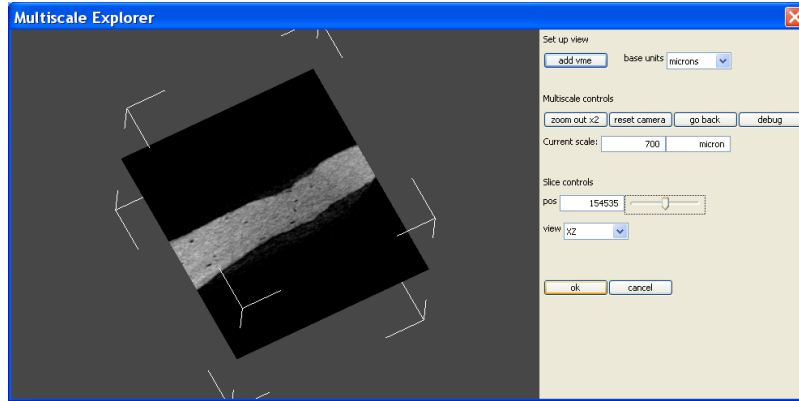 Multiscale Explorer
Set up view
add vme base units microns
Multiscale controls
zoom out x2 reset camera go back debug
Current scale: 700 micron
Slice controls
pos 154535
view XZ
ok cancel